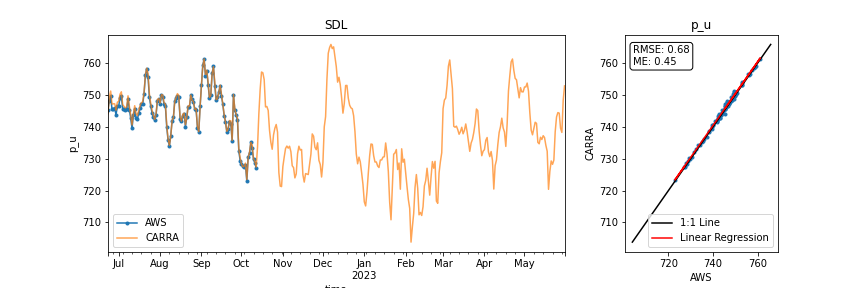 SDL
p_u
760
750
740
730
720
710
AWS
CARRA
Jul
Aug
Sep
Oct
Nov
Dec
Jan
2023
Feb
Mar
Apr
May
time
p_u
RMSE: 0.68
ME: 0.45
CARRA
760
750
740
730
720
710
1:1 Line
Linear Regression
720
740
760
AWS